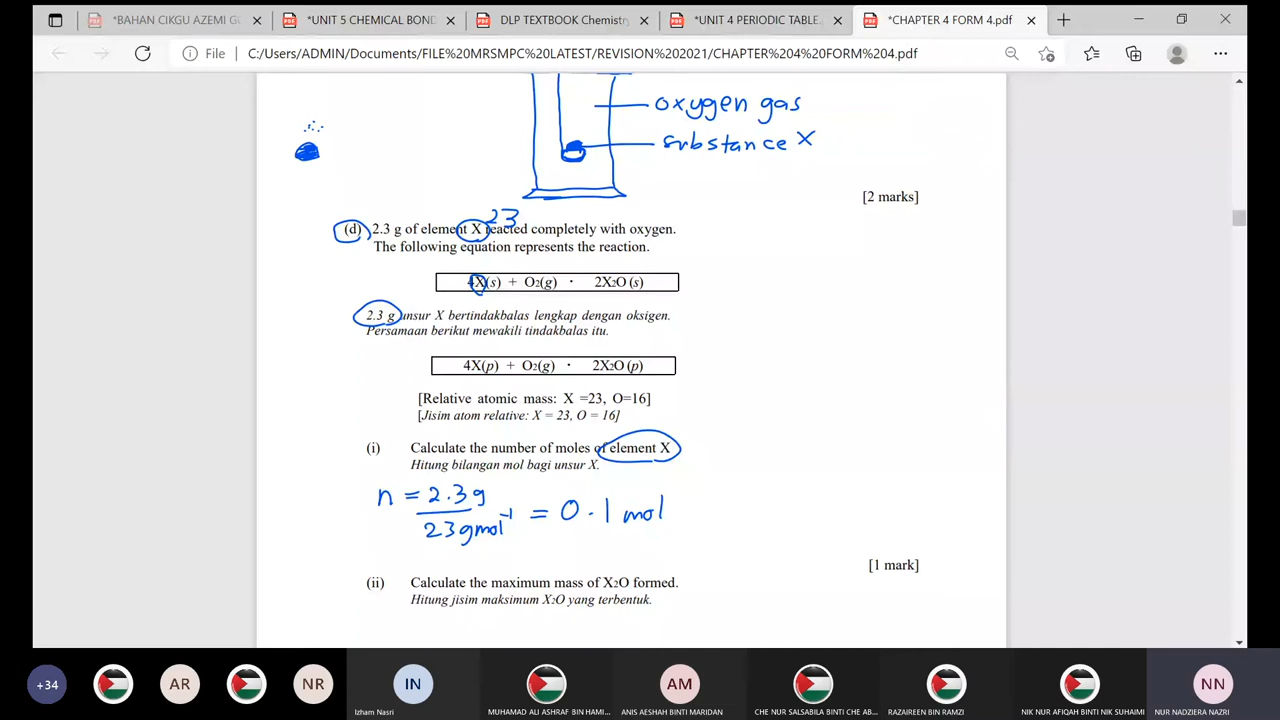 *BAHAN CIKGU AZEMI G
*UNIT 5 CHEMICAL BOND
DLP TEXTBOOK Chemistry
*UNIT 4 PERIODIC TABLE
*CHAPTER 4 FORM 4.pdf
File
C:/Users/ADMIN/Documents/FILE%20MRSMPC%20LATEST/REVISION%202021/CHAPTER%204%20FORM%204.pdf
oxygen gas
substance X
[2 marks]
23
(d) 2.3 g of element X reacted completely with oxygen.
The following equation represents the reaction.
4X(s) + O2(g) · 2X2O (s)
2.3 g unsur X bertindakbalas lengkap dengan oksigen.
Persamaan berikut mewakili tindakbalas itu.
4X(p) + O2(g) · 2X2O (p)
[Relative atomic mass: X =23, O=16]
[Jisim atom relative: X = 23, O = 16]
(i) Calculate the number of moles of element X
Hitung bilangan mol bagi unsur X.
n = 2.3g
23gmol-1 = 0.1 mol
[1 mark]
(ii) Calculate the maximum mass of X2O formed.
Hitung jisim maksimum X2O yang terbentuk.
+34
AR
NR
IN
AM
NN
Izham Nasri
MUHAMAD ALI ASHRAF BIN HAMI...
ANIS AEESHAH BINTI MARIDAN
CHE NUR SALSABILA BINTI CHE AB...
RAZAIREEN BIN RAMZI
NIK NUR AFIQAH BINTI NIK SUHAIMI
NUR NADZIERA NAZRI